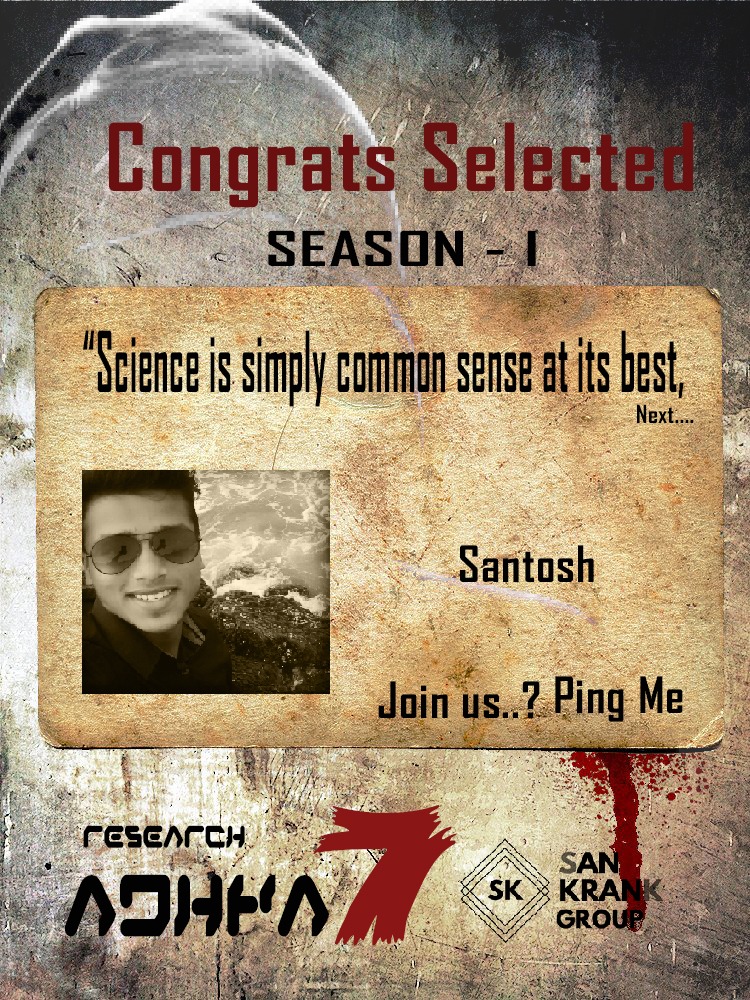 Congrats Selected
SEASON - I
“Science is simply common sense at its best,
Next....
Santosh
Join us..? Ping Me
RESEARCH
7
SK
SAN
KRANK
GROUP